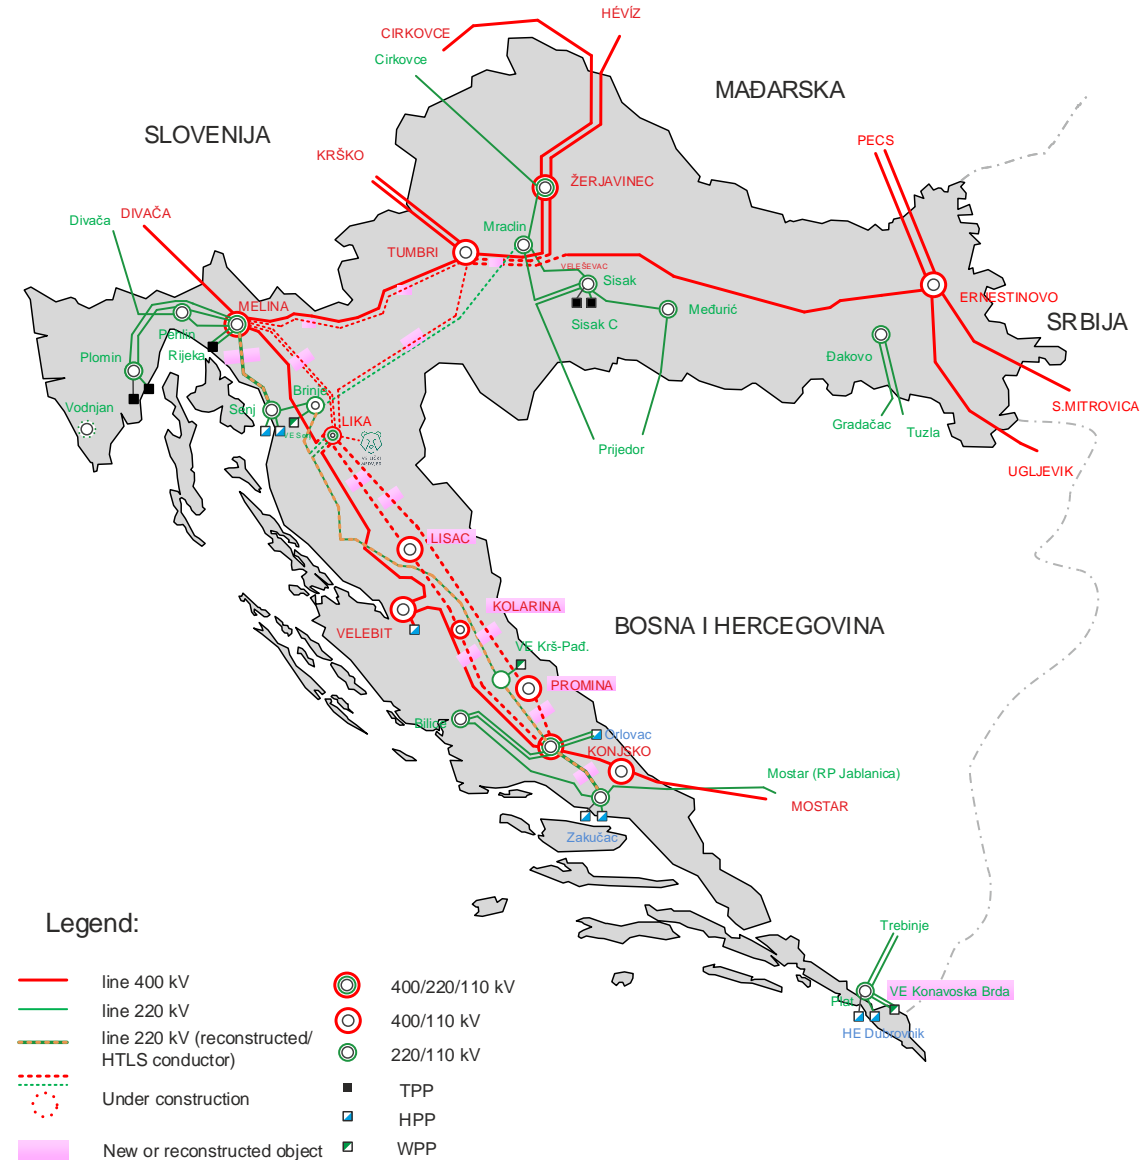 HÉVÍZ
CIRKOVCE
Cirkovce
MAĐARSKA
SLOVENIJA
PECS
KRŠKO
ŽERJAVINEC
DIVAČA
Divača
Mraclin
TUMBRI
VELEŠEVAC
Sisak
MELINA
ERNESTINOVO
Međurić
Sisak C
SRBIJA
Pehlin
Rijeka
Plomin
Đakovo
Brinje
Vodnjan
Senj
VE Senj
LIKA
S.MITROVICA
Gradačac
Tuzla
Prijedor
UGLJEVIK
LISAC
KOLARINA
BOSNA I HERCEGOVINA
VELEBIT
VE Krš-Pađ.
PROMINA
Bilice
Orlovac
KONJSKO
Mostar (RP Jablanica)
MOSTAR
Zakučac
Legend:
Trebinje
line 400 kV
400/220/110 kV
VE Konavoska Brda
Plat
line 220 kV
400/110 kV
HE Dubrovnik
line 220 kV (reconstructed/
HTLS conductor)
220/110 kV
Under construction
TPP
HPP
New or reconstructed object
WPP